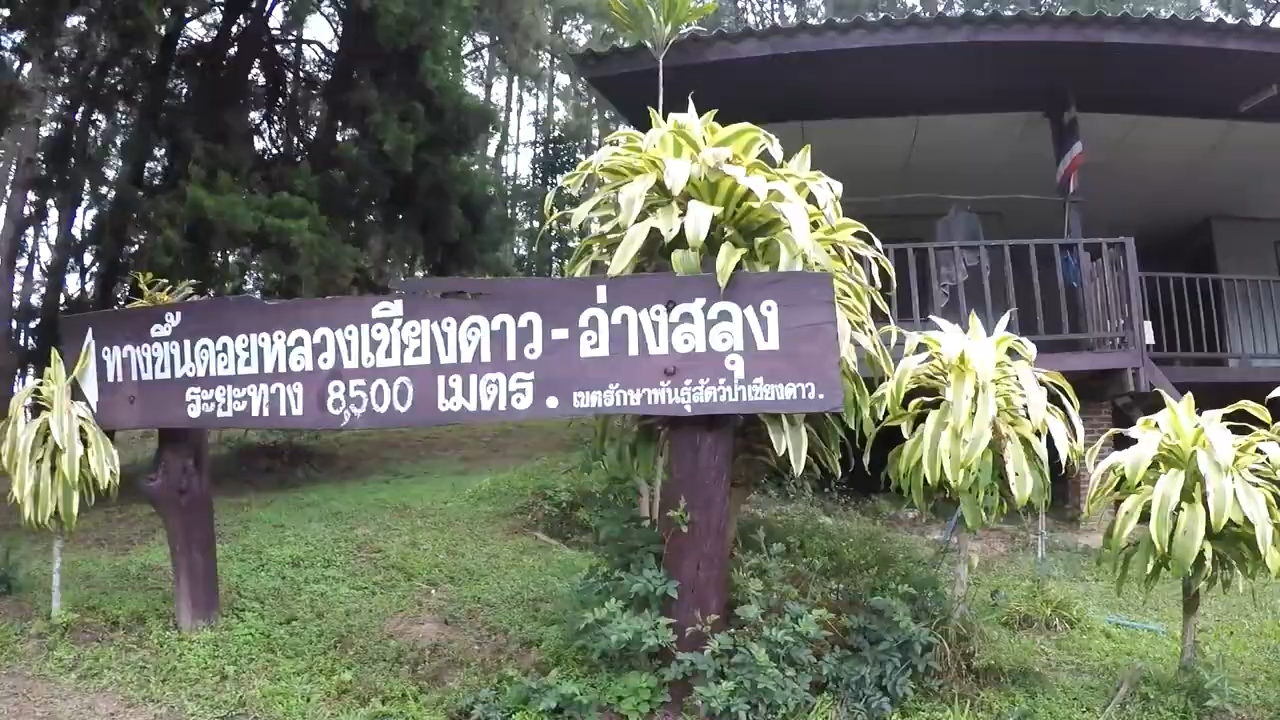 ทางขึ้นดอยหลวงเชียงดาว - อ่างสลุง
ระยะทาง 8,500 เมตร. เขตรักษาพันธุ์สัตว์ป่าเชียงดาว.